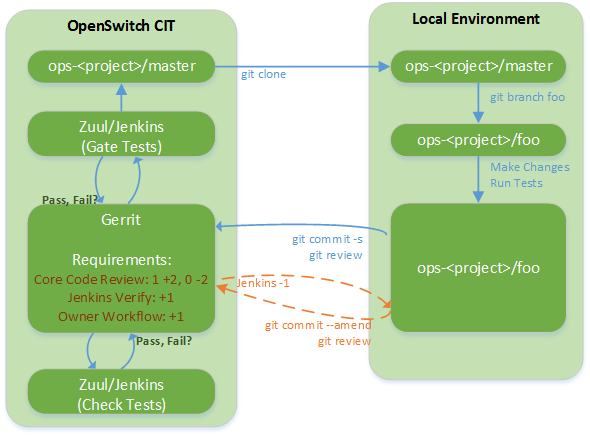 OpenSwitch CIT
ops-<project>/master
Zuul/Jenkins
(Gate Tests)
Pass, Fail?
Gerrit
Requirements:
Core Code Review: 1 +2, 0 -2
Jenkins Verify: +1
Owner Workflow: +1
Pass, Fail?
Zuul/Jenkins
(Check Tests)
git clone
git commit -s
git review
Jenkins -1
git commit --amend
git review
Local Environment
ops-<project>/master
git branch foo
ops-<project>/foo
Make Changes
Run Tests
ops-<project>/foo